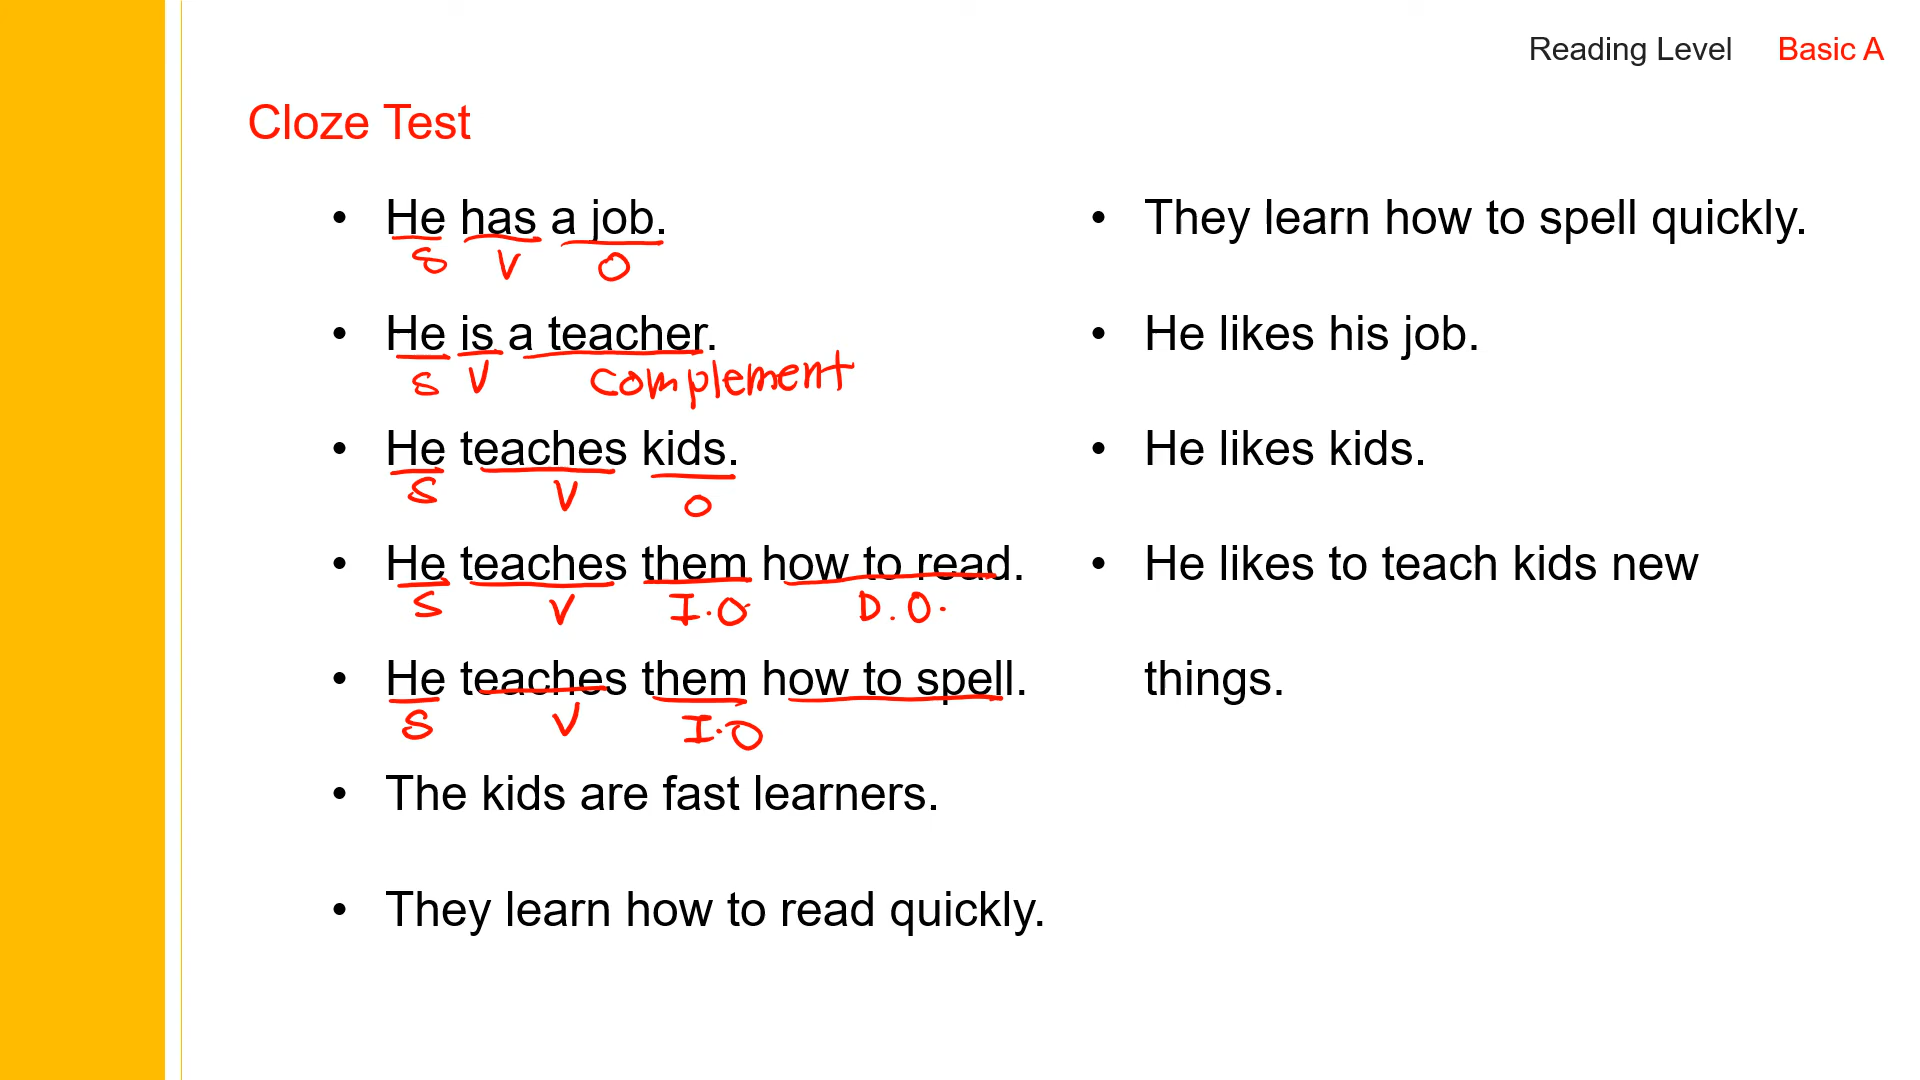 Reading Level Basic A
Cloze Test
• He has a job.
S V O
• He is a teacher.
S V complement
• He teaches kids.
S V O
• He teaches them how to read.
S V I.O D.O.
• He teaches them how to spell.
S V I.O
• The kids are fast learners.
• They learn how to read quickly.
• They learn how to spell quickly.
• He likes his job.
• He likes kids.
• He likes to teach kids new
things.